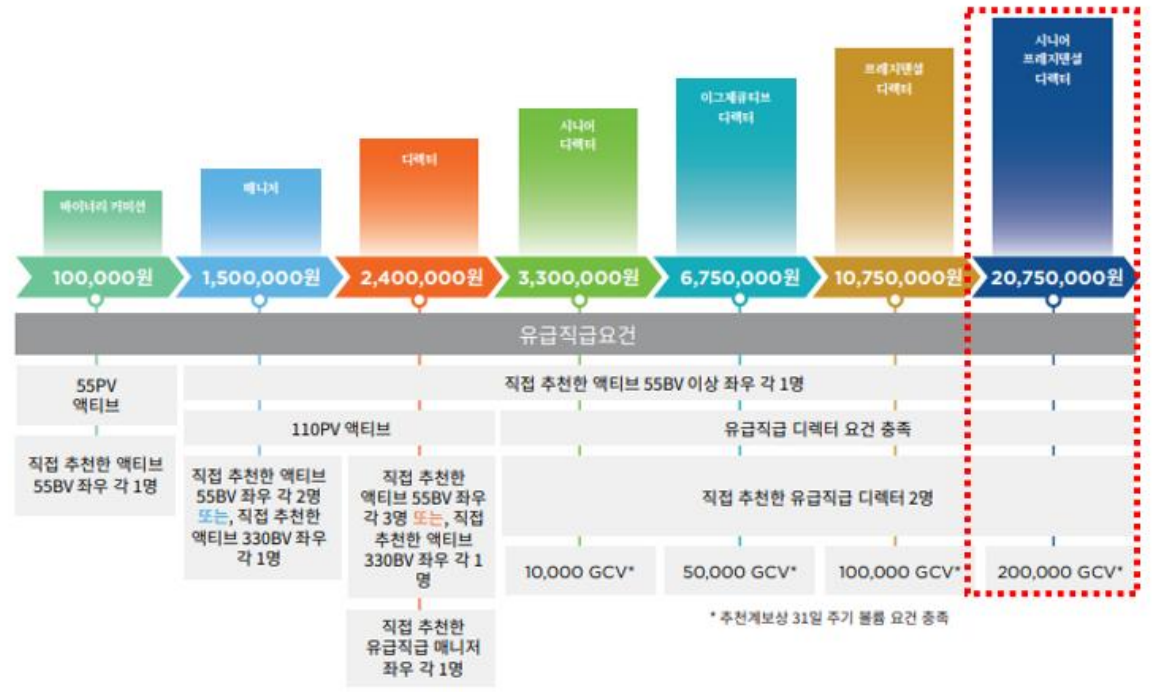 시니어
프레지덴셜
디렉터
프레지덴셜
디렉터
이그제큐티브
디렉터
시니어
디렉터
디렉터
매니저
바이너리 커미션
100,000원
1,500,000원
2,400,000원
3,300,000원
6,750,000원
10,750,000원
20,750,000원
유급직급요건
55PV
액티브
직접 추천한 액티브 55BV 이상 좌우 각 1명
110PV 액티브
유급직급 디렉터 요건 충족
직접 추천한 액티브
55BV 좌우 각 1명
직접 추천한 액티브
55BV 좌우 각 2명
또는, 직접 추천한
액티브 330BV 좌우
각 1명
직접 추천한
액티브 55BV 좌우
각 3명 또는, 직접
추천한 액티브
330BV 좌우 각 1
명
직접 추천한 유급직급 디렉터 2명
10,000 GCV*
50,000 GCV*
100,000 GCV*
200,000 GCV*
* 추천계보상 31일 주기 볼륨 요건 충족
직접 추천한
유급직급 매니저
좌우 각 1명